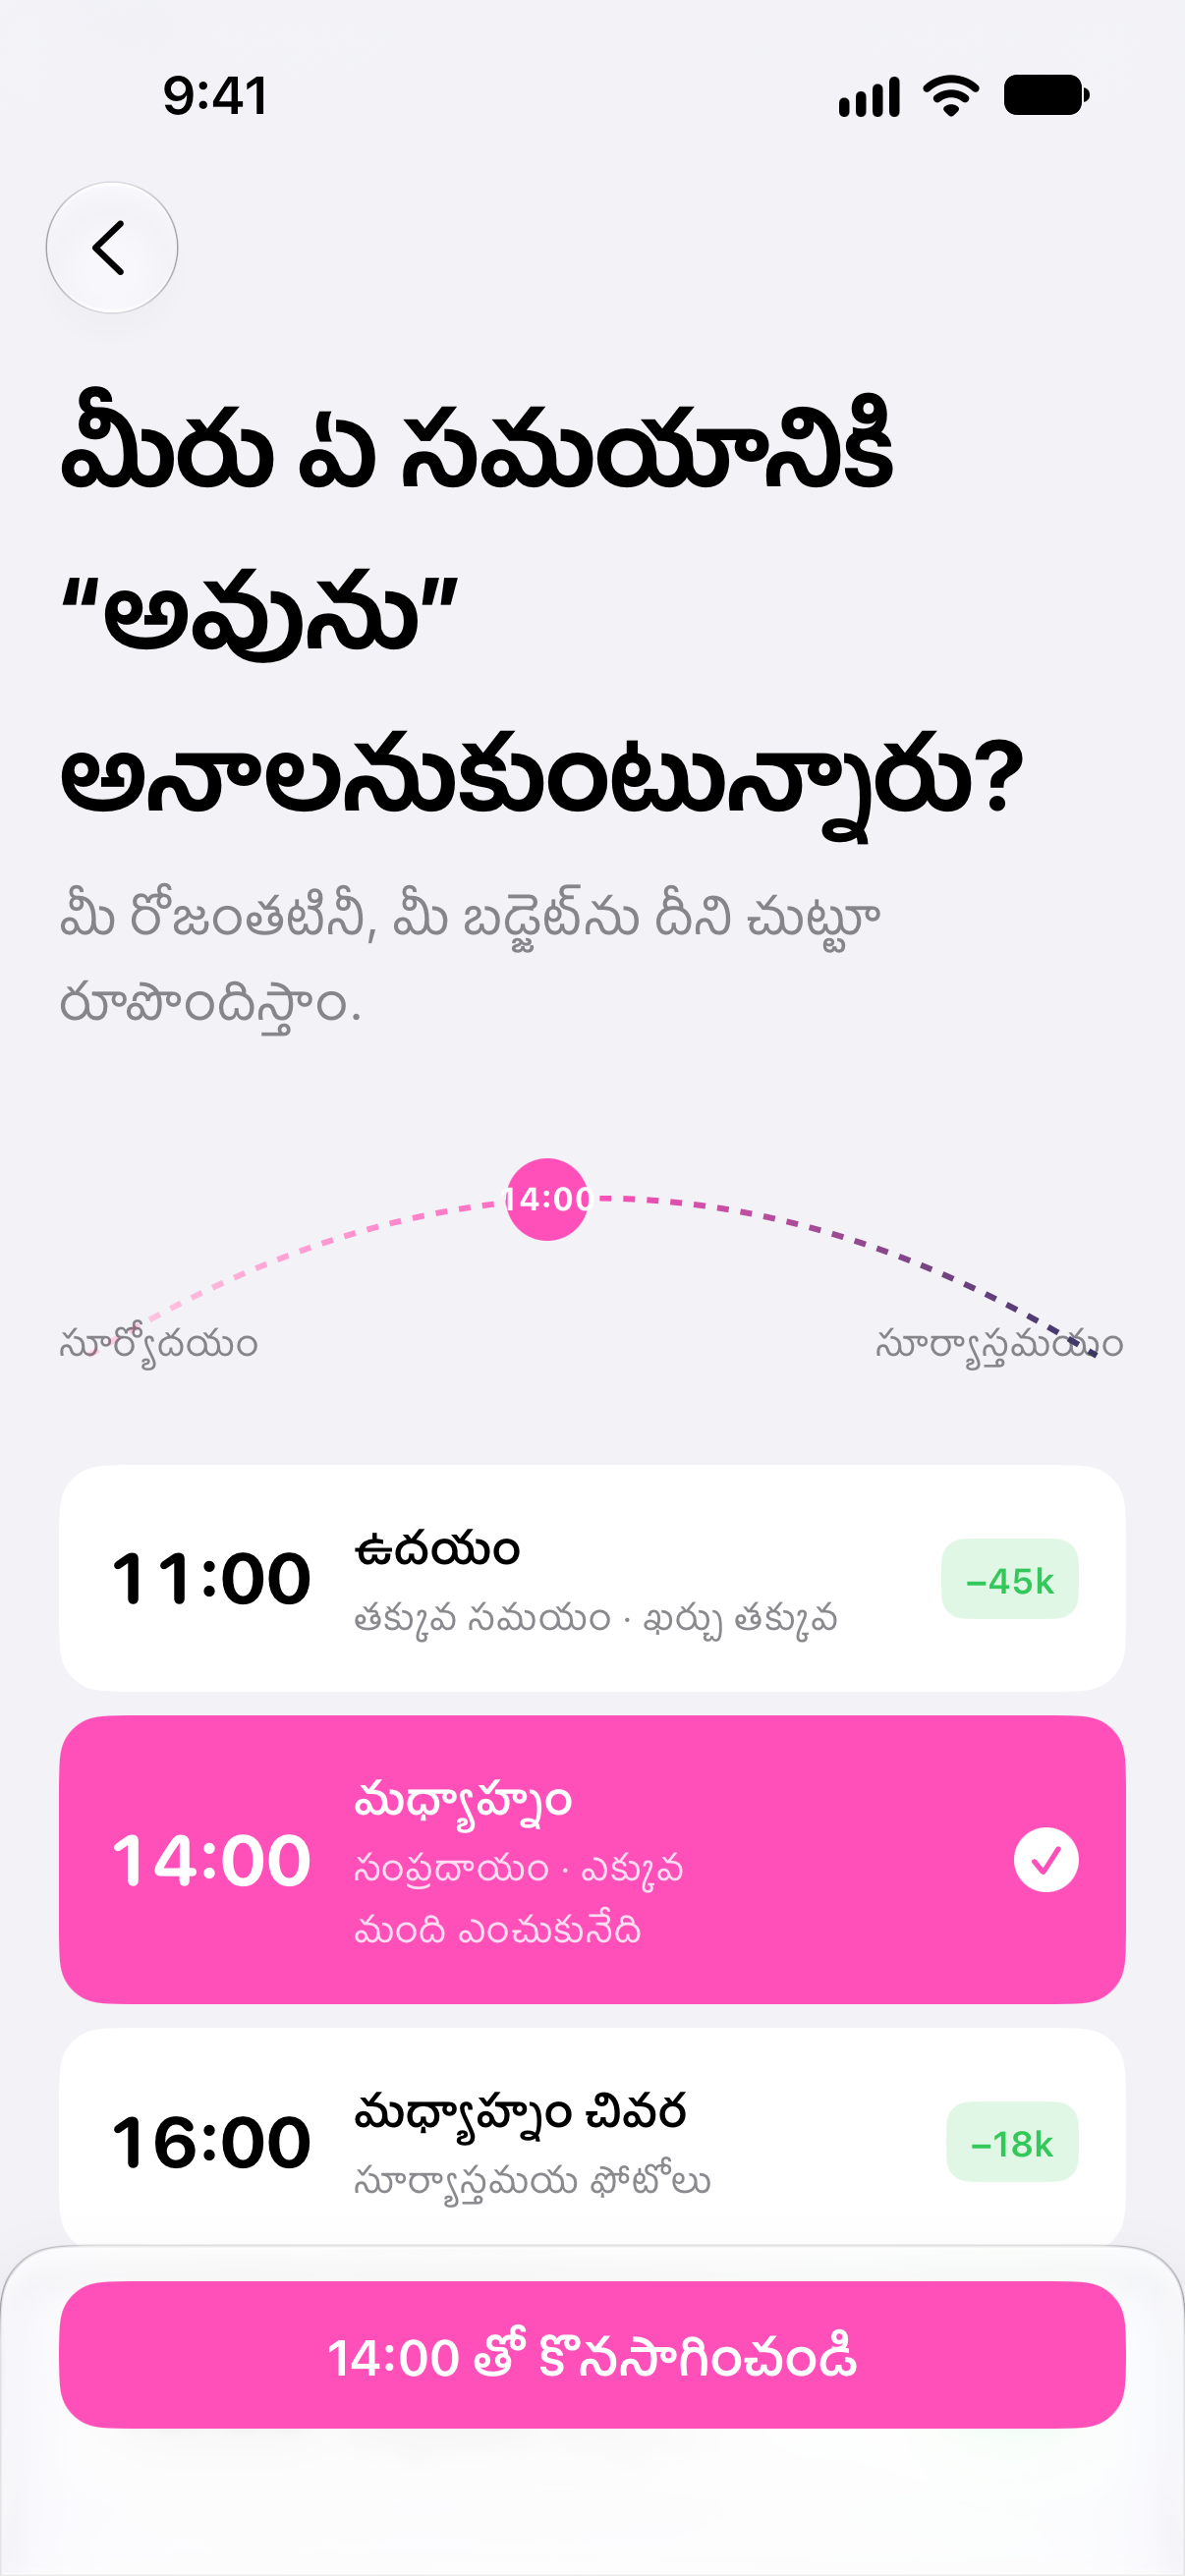 9:41
మీరు ఏ సమయానికి
“అవును”
అనాలనుకుంటున్నారు?
మీ రోజంతటినీ, మీ బడ్జెట్‌ను దీని చుట్టూ
రూపొందిస్తాం.
14:00
సూర్యోదయం
సూర్యాస్తమయం
11:00
ఉదయం
తక్కువ సమయం · ఖర్చు తక్కువ
–45k
14:00
మధ్యాహ్నం
సంప్రదాయం · ఎక్కువ
మంది ఎంచుకునేది
16:00
మధ్యాహ్నం చివర
సూర్యాస్తమయ ఫోటోలు
–18k
14:00 తో కొనసాగించండి